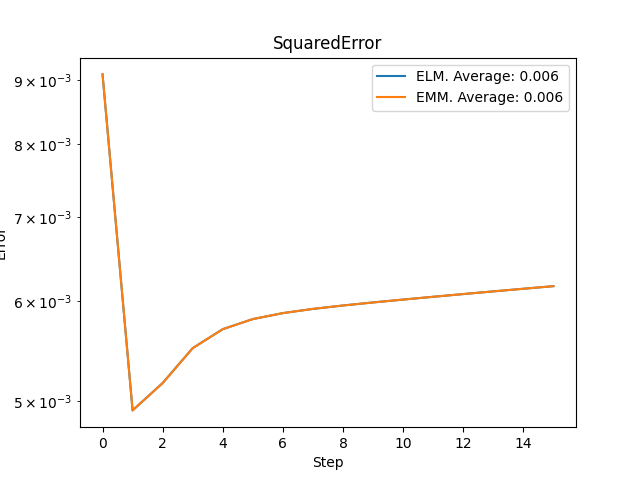 SquaredError
ELM. Average: 0.006
EMM. Average: 0.006
9 × 10⁻³
8 × 10⁻³
7 × 10⁻³
6 × 10⁻³
5 × 10⁻³
Error
0 2 4 6 8 10 12 14
Step